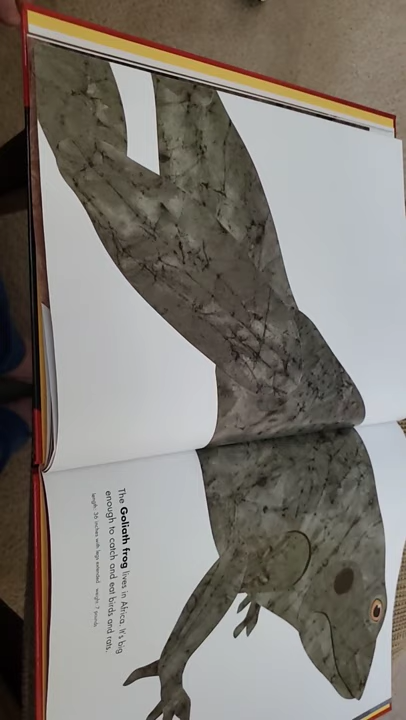 The Goliath frog lives in Africa. It's big
enough to catch and eat birds and rats.
length: 36 inches with legs extended   weight: 7 pounds